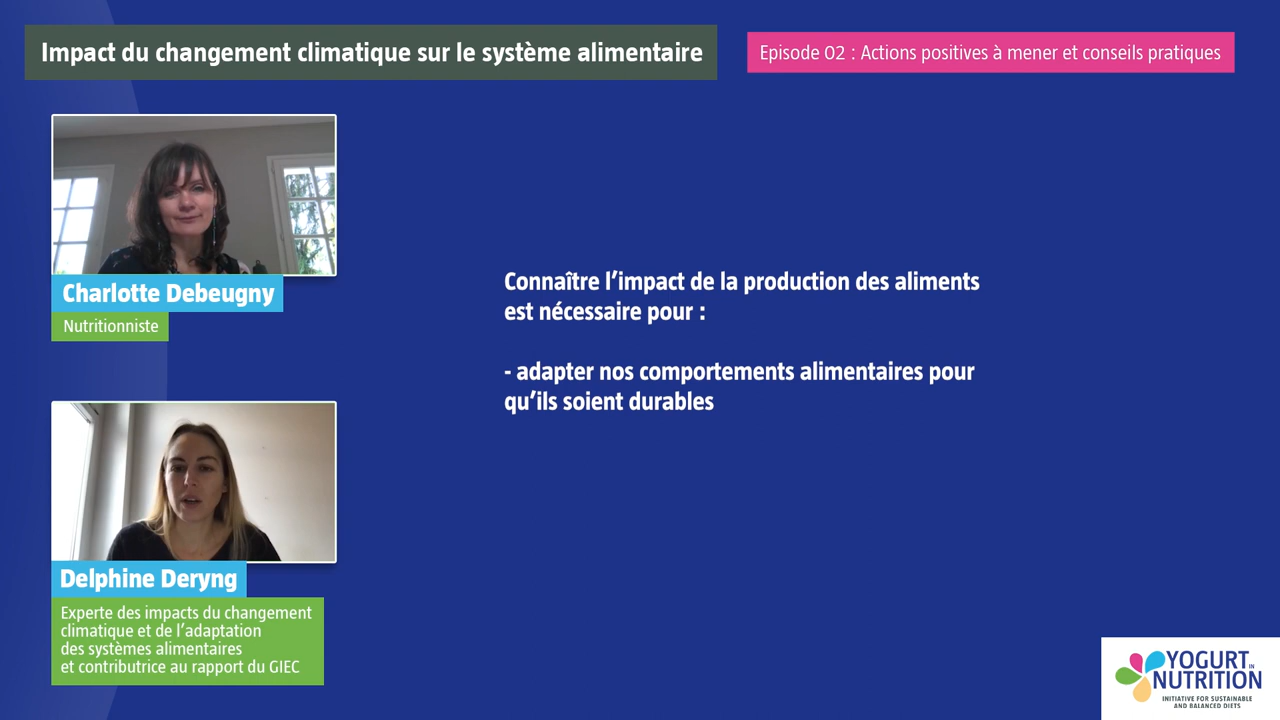 Impact du changement climatique sur le système alimentaire
Episode 02 : Actions positives à mener et conseils pratiques
Charlotte Debeugny
Nutritionniste
Connaître l’impact de la production des aliments
est nécessaire pour :
- adapter nos comportements alimentaires pour
qu’ils soient durables
Delphine Deryng
Experte des impacts du changement
climatique et de l’adaptation
des systèmes alimentaires
et contributrice au rapport du GIEC
YOGURT IN
NUTRITION
INITIATIVE FOR SUSTAINABLE
AND BALANCED DIETS